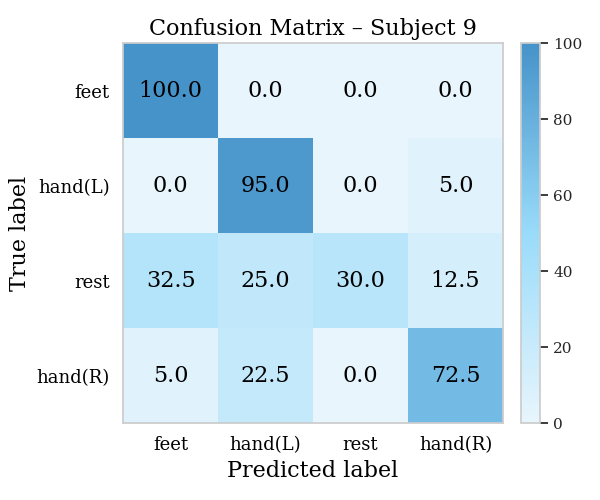 Confusion Matrix – Subject 9
True label
feet 100.0 0.0 0.0 0.0
hand(L) 0.0 95.0 0.0 5.0
rest 32.5 25.0 30.0 12.5
hand(R) 5.0 22.5 0.0 72.5
feet hand(L) rest hand(R)
Predicted label
100
80
60
40
20
0